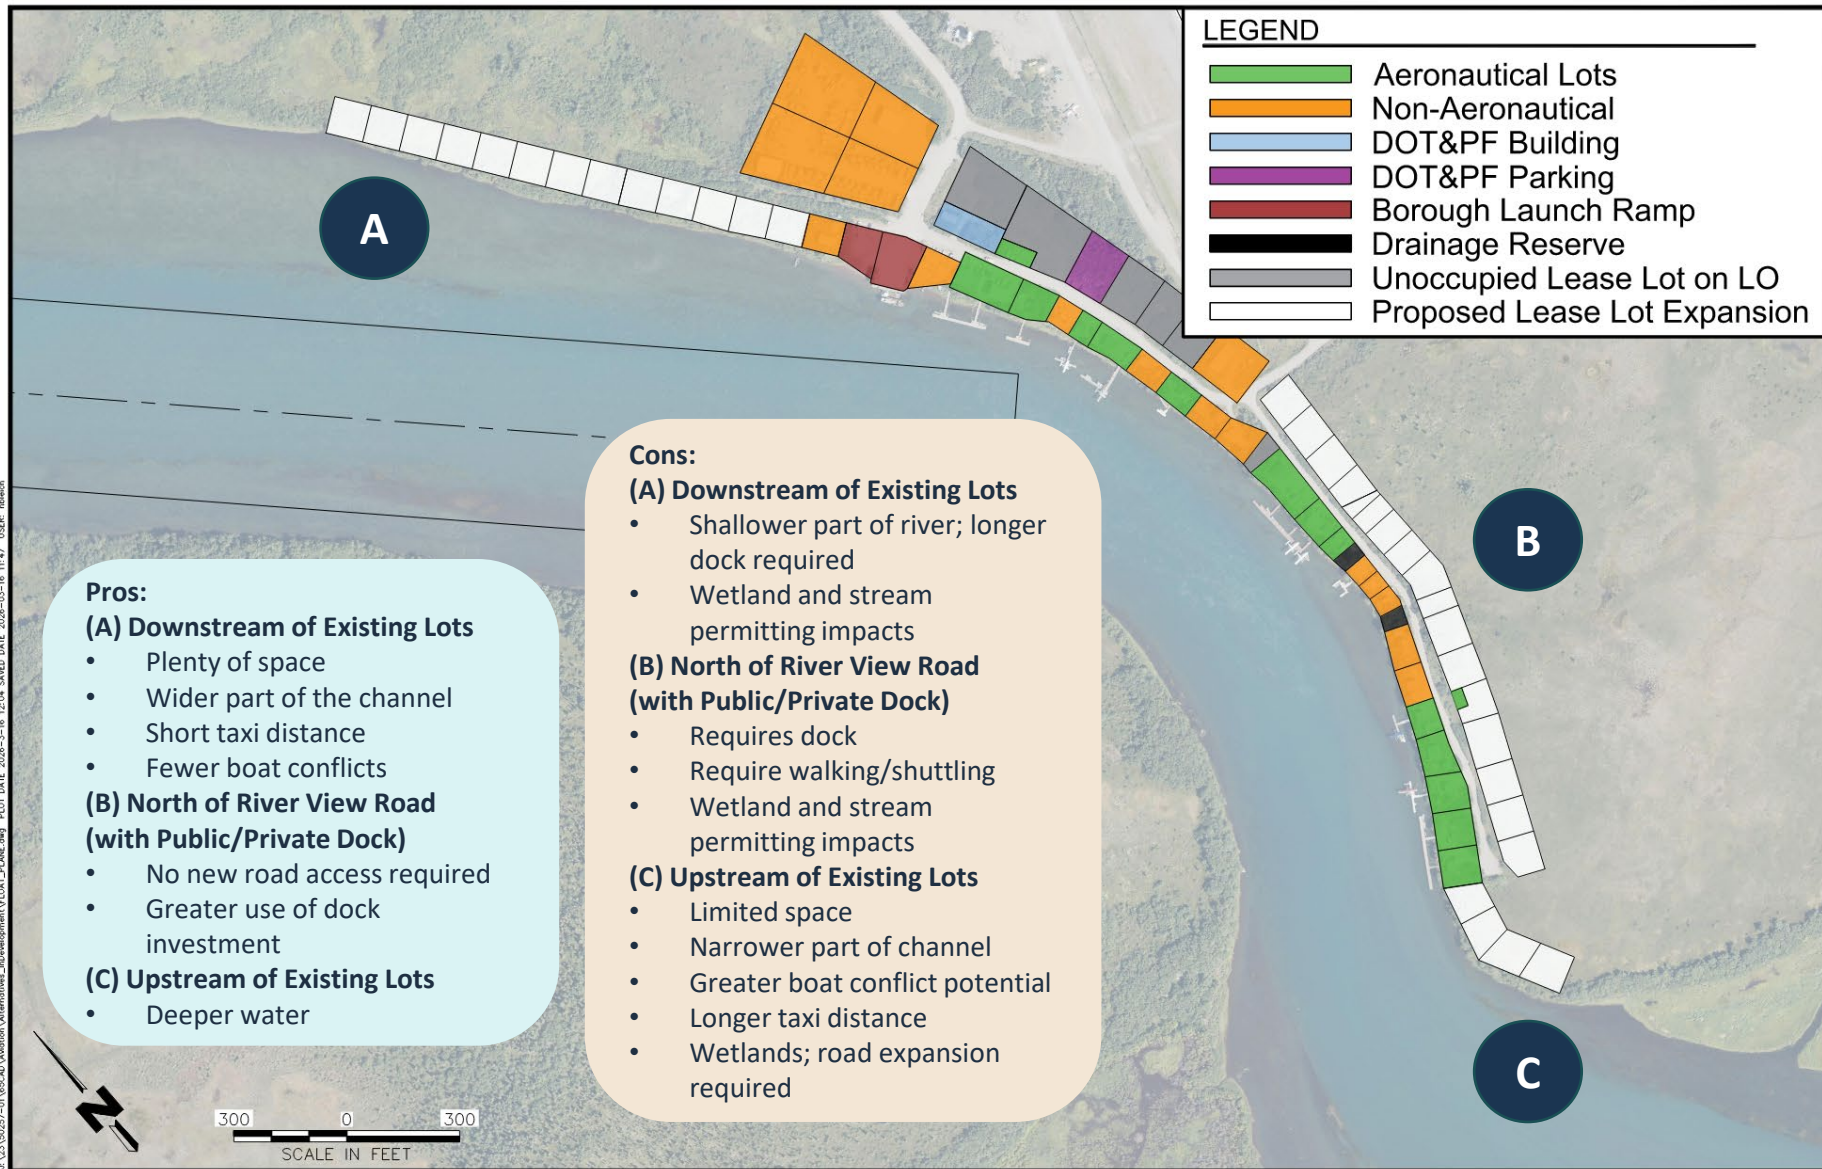 LEGEND
Aeronautical Lots
Non-Aeronautical
DOT&PF Building
DOT&PF Parking
Borough Launch Ramp
Drainage Reserve
Unoccupied Lease Lot on LO
Proposed Lease Lot Expansion
A
B
C
Pros:
(A) Downstream of Existing Lots
• Plenty of space
• Wider part of the channel
• Short taxi distance
• Fewer boat conflicts
(B) North of River View Road
(with Public/Private Dock)
• No new road access required
• Greater use of dock
investment
(C) Upstream of Existing Lots
• Deeper water
Cons:
(A) Downstream of Existing Lots
• Shallower part of river; longer
dock required
• Wetland and stream
permitting impacts
(B) North of River View Road
(with Public/Private Dock)
• Requires dock
• Require walking/shuttling
• Wetland and stream
permitting impacts
(C) Upstream of Existing Lots
• Limited space
• Narrower part of channel
• Greater boat conflict potential
• Longer taxi distance
• Wetlands; road expansion
required
N
300 0 300
SCALE IN FEET